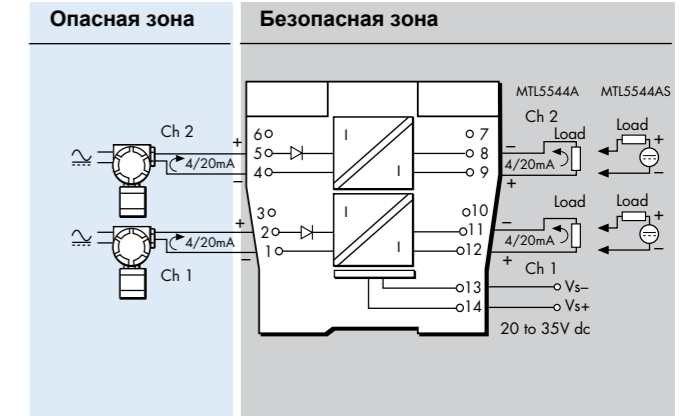 Опасная зона
Безопасная зона
MTL5544A
MTL5544AS
Ch 2
+
6
5
4
4/20mA
–
I
I
7
8
9
–
Ch 2
Load
4/20mA
+
Load
+
–
Ch 1
+
3
2
1
4/20mA
–
I
I
10
11
12
–
Load
4/20mA
+
Ch 1
Load
+
–
13
Vs–
14
Vs+
20 to 35V dc